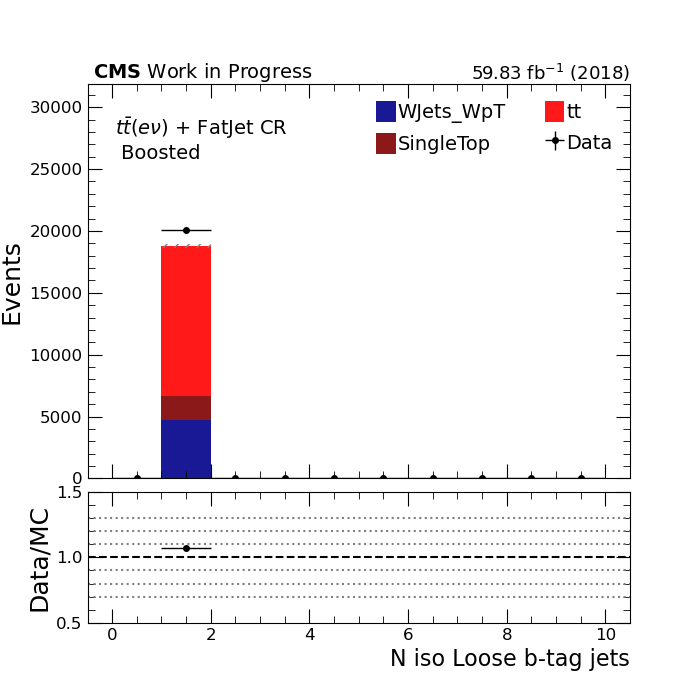 CMS Work in Progress 59.83 fb⁻¹ (2018)
tt̄(eν) + FatJet CR
Boosted
WJets_WpT tt
SingleTop Data
Events
30000
25000
20000
15000
10000
5000
0
Data/MC
1.5
1.0
0.5
0 2 4 6 8 10
N iso Loose b-tag jets